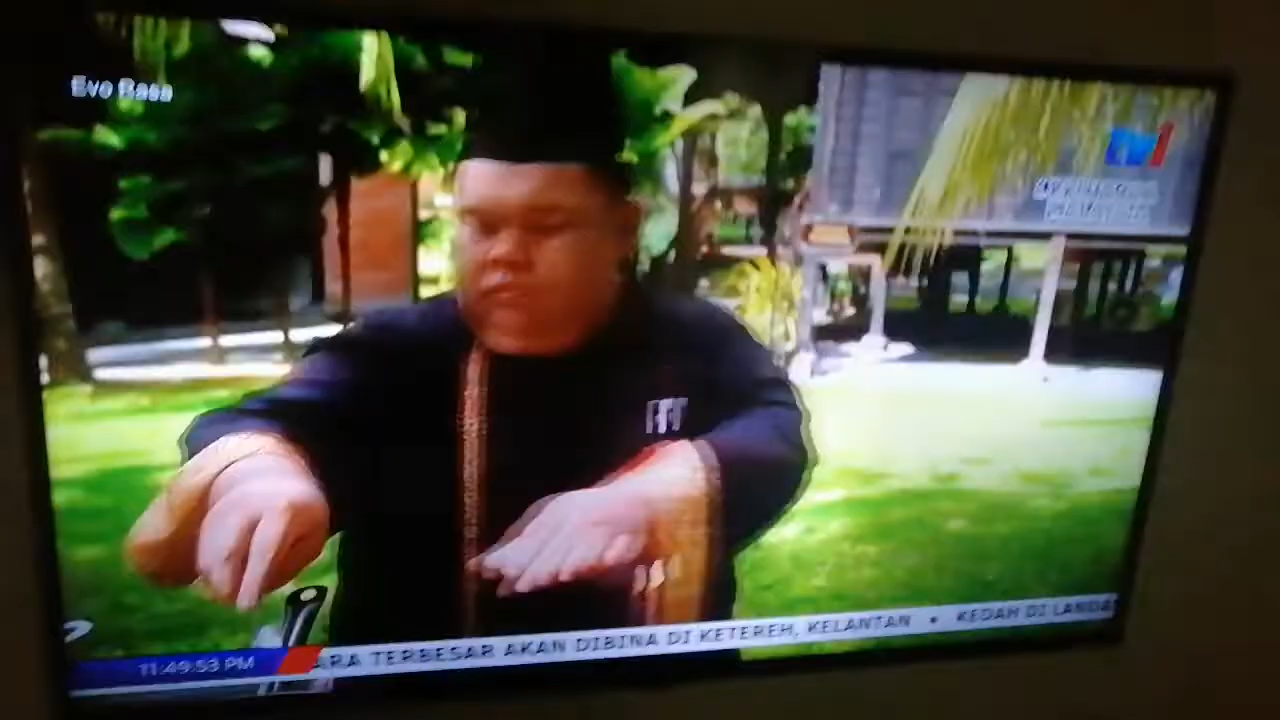 Evo Rasa
tv1
11:49:53 PM
ARA TERBESAR AKAN DIBINA DI KETEREH, KELANTAN • KEDAH DI LANDA